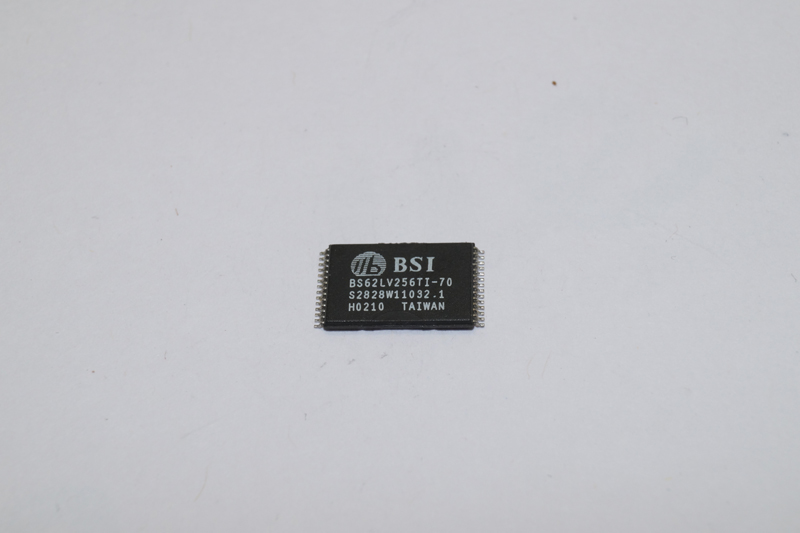 BSI
BS62LV256TI-70
S2828W11032.1
H0210 TAIWAN